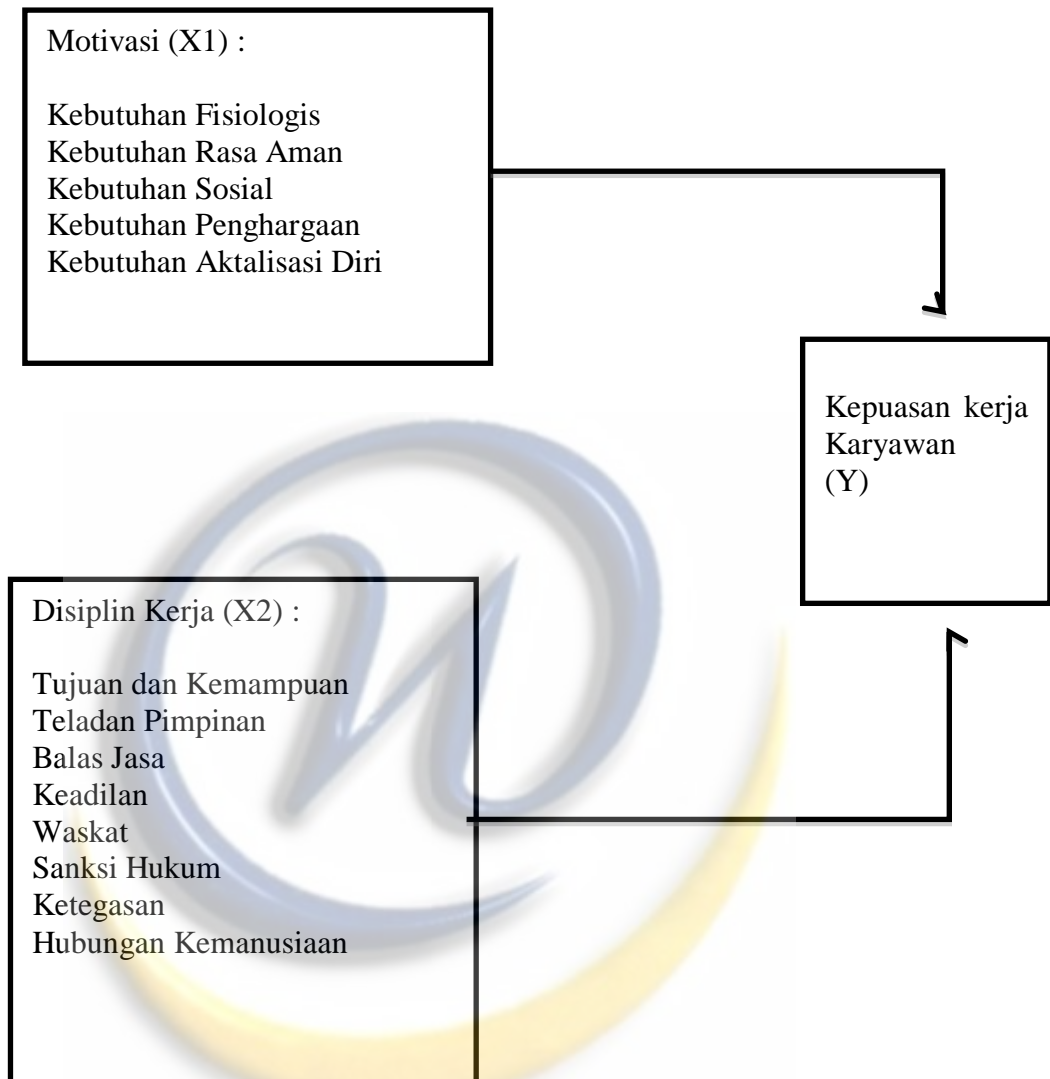 Motivasi (X1) :
Kebutuhan Fisiologis
Kebutuhan Rasa Aman
Kebutuhan Sosial
Kebutuhan Penghargaan
Kebutuhan Aktalisasi Diri
Kepuasan kerja
Karyawan
(Y)
Disiplin Kerja (X2) :
Tujuan dan Kemampuan
Teladan Pimpinan
Balas Jasa
Keadilan
Waskat
Sanksi Hukum
Ketegasan
Hubungan Kemanusiaan